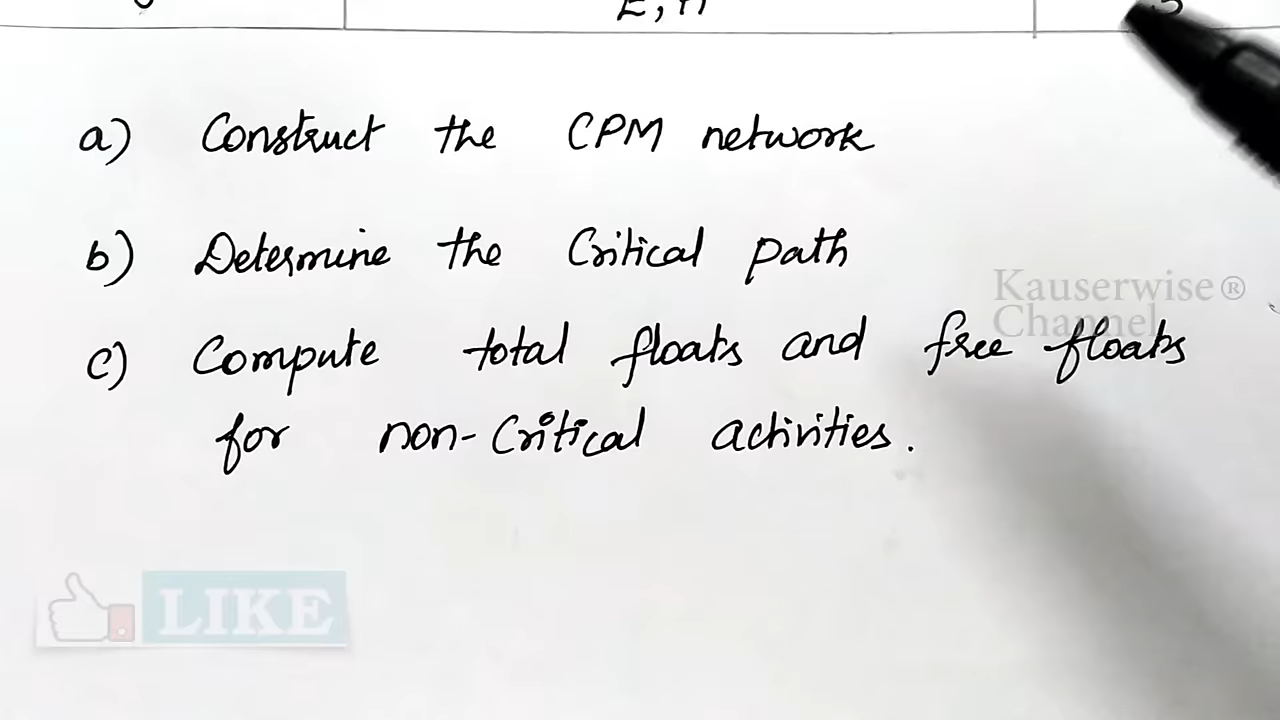 E, H
a) Construct the CPM network
b) Determine the Critical path
Kauserwise®
Channel
c) Compute total floats and free floats
for non-Critical activities.
LIKE